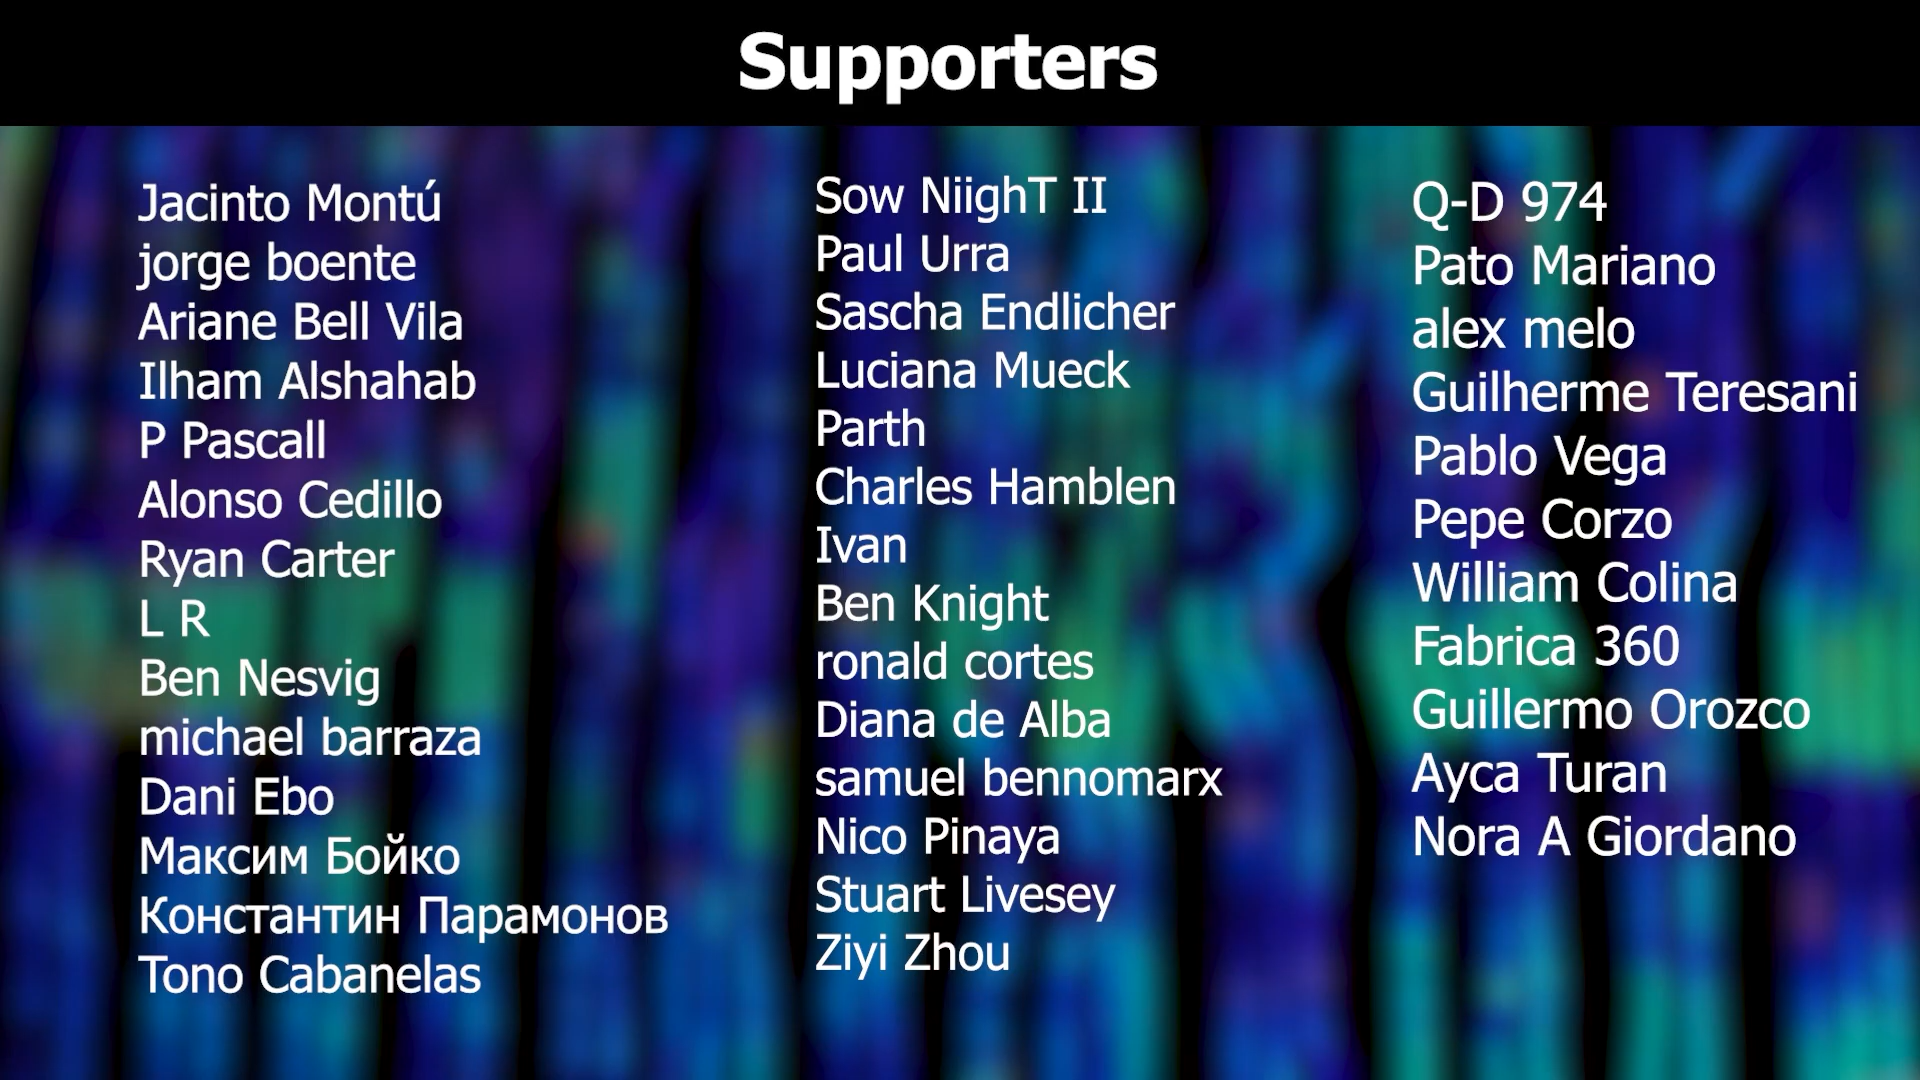 Supporters
Jacinto Montú
jorge boente
Ariane Bell Vila
Ilham Alshahab
P Pascall
Alonso Cedillo
Ryan Carter
L R
Ben Nesvig
michael barraza
Dani Ebo
Максим Бойко
Константин Парамонов
Tono Cabanelas
Sow NiighT II
Paul Urra
Sascha Endlicher
Luciana Mueck
Parth
Charles Hamblen
Ivan
Ben Knight
ronald cortes
Diana de Alba
samuel bennomarx
Nico Pinaya
Stuart Livesey
Ziyi Zhou
Q-D 974
Pato Mariano
alex melo
Guilherme Teresani
Pablo Vega
Pepe Corzo
William Colina
Fabrica 360
Guillermo Orozco
Ayca Turan
Nora A Giordano